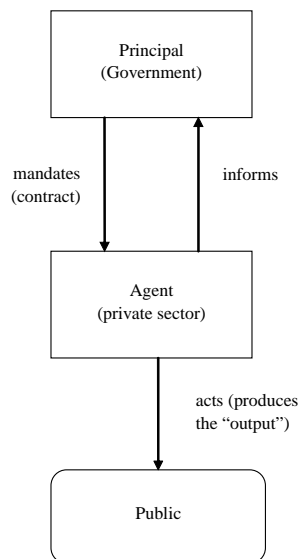 Principal
(Government)
mandates
(contract)
informs
Agent
(private sector)
acts (produces
the “output”)
Public